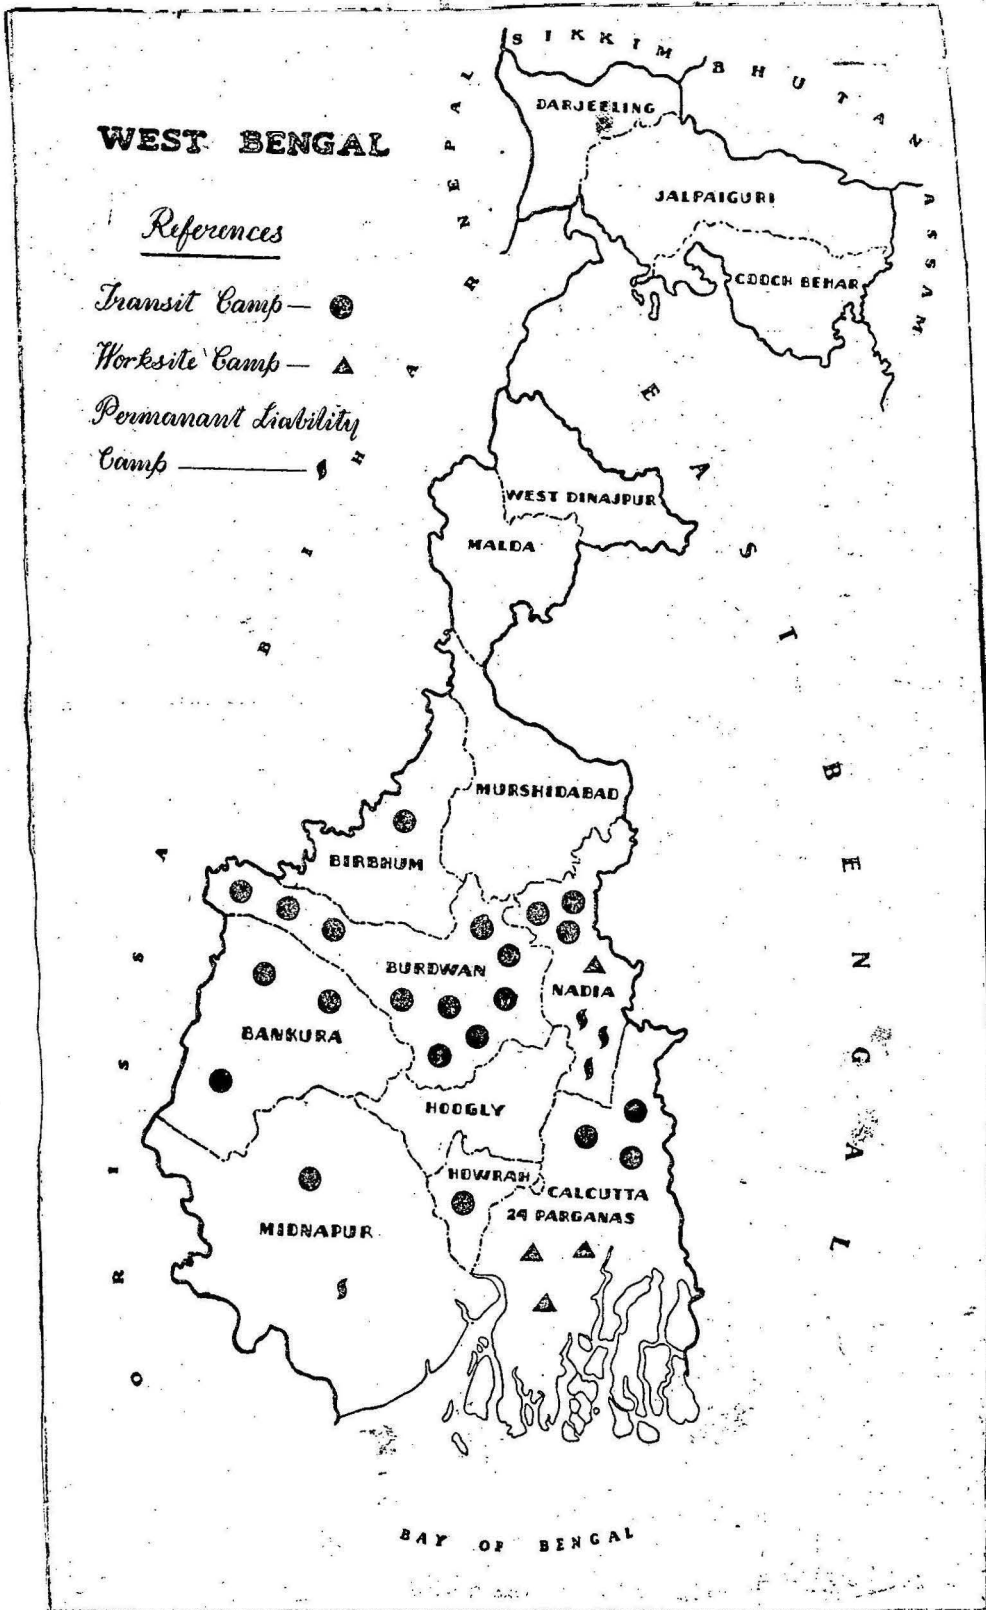 SIKKIM
BHUTAN
NEPAL
DARJEELING
WEST BENGAL
JALPAIGURI
ASSAM
References
COOCH BEHAR
Transit Camp —
Worksite Camp —
Permanant Liability
Camp —
BIHAR
EAST BENGAL
WEST DINAJPUR
MALDA
MURSHIDABAD
BIRBHUM
BURDWAN
NADIA
BANKURA
HOOGLY
HOWRAH
CALCUTTA
24 PARGANAS
MIDNAPUR
ORISSA
BAY OF BENGAL